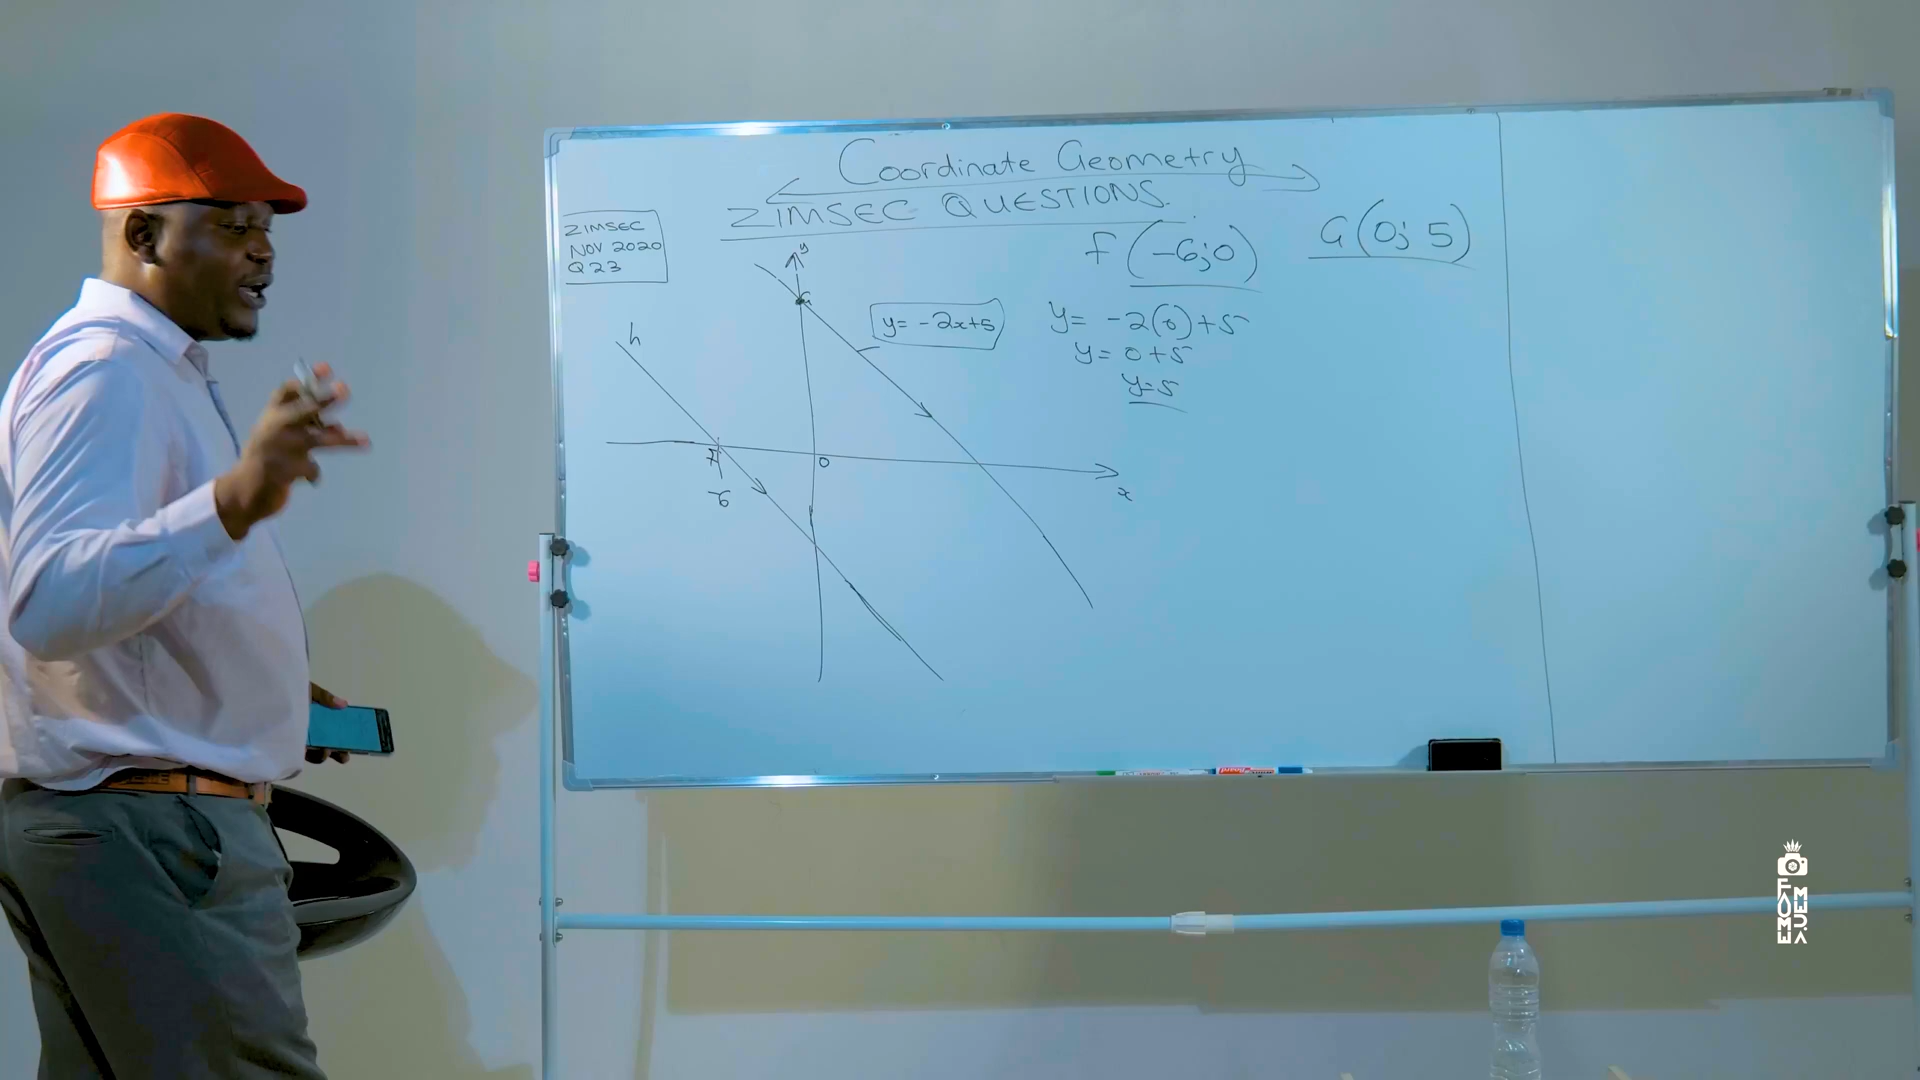 Coordinate Geometry
ZIMSEC QUESTIONS.
ZIMSEC
NOV 2020
Q23
f (-6;0)
G(0; 5)
y
G
y= -2x+5
y= -2(0)+5
y= 0+5
y=5
h
F
0
-6
x